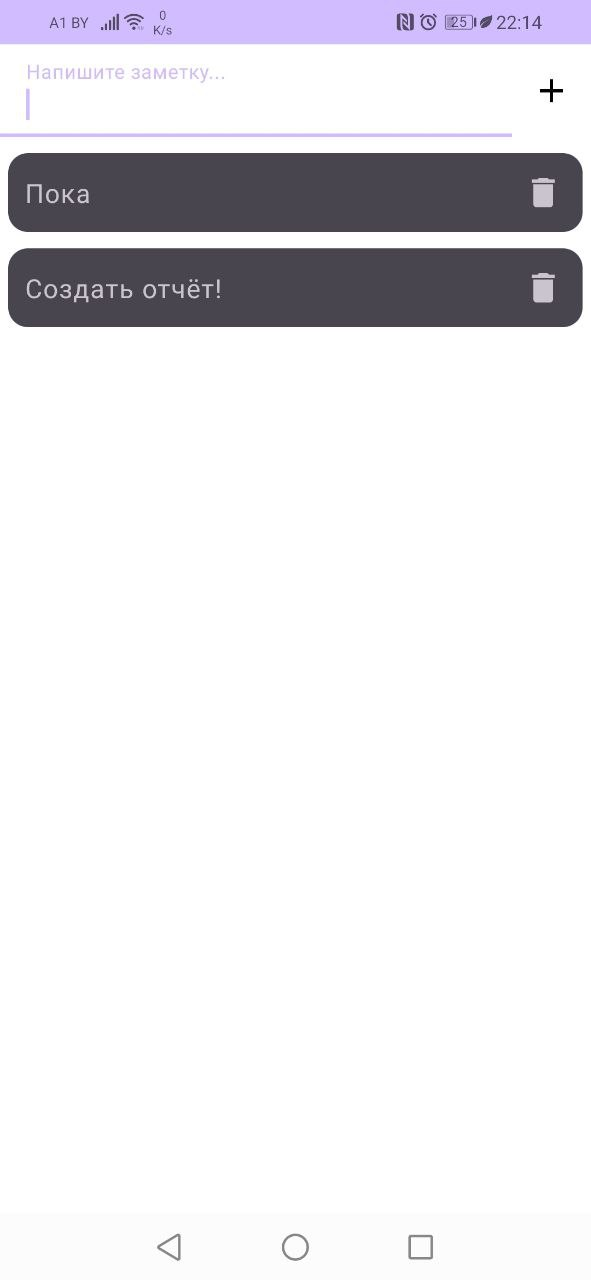 A1 BY 0 K/s 25 22:14
Напишите заметку...
Пока
Создать отчёт!